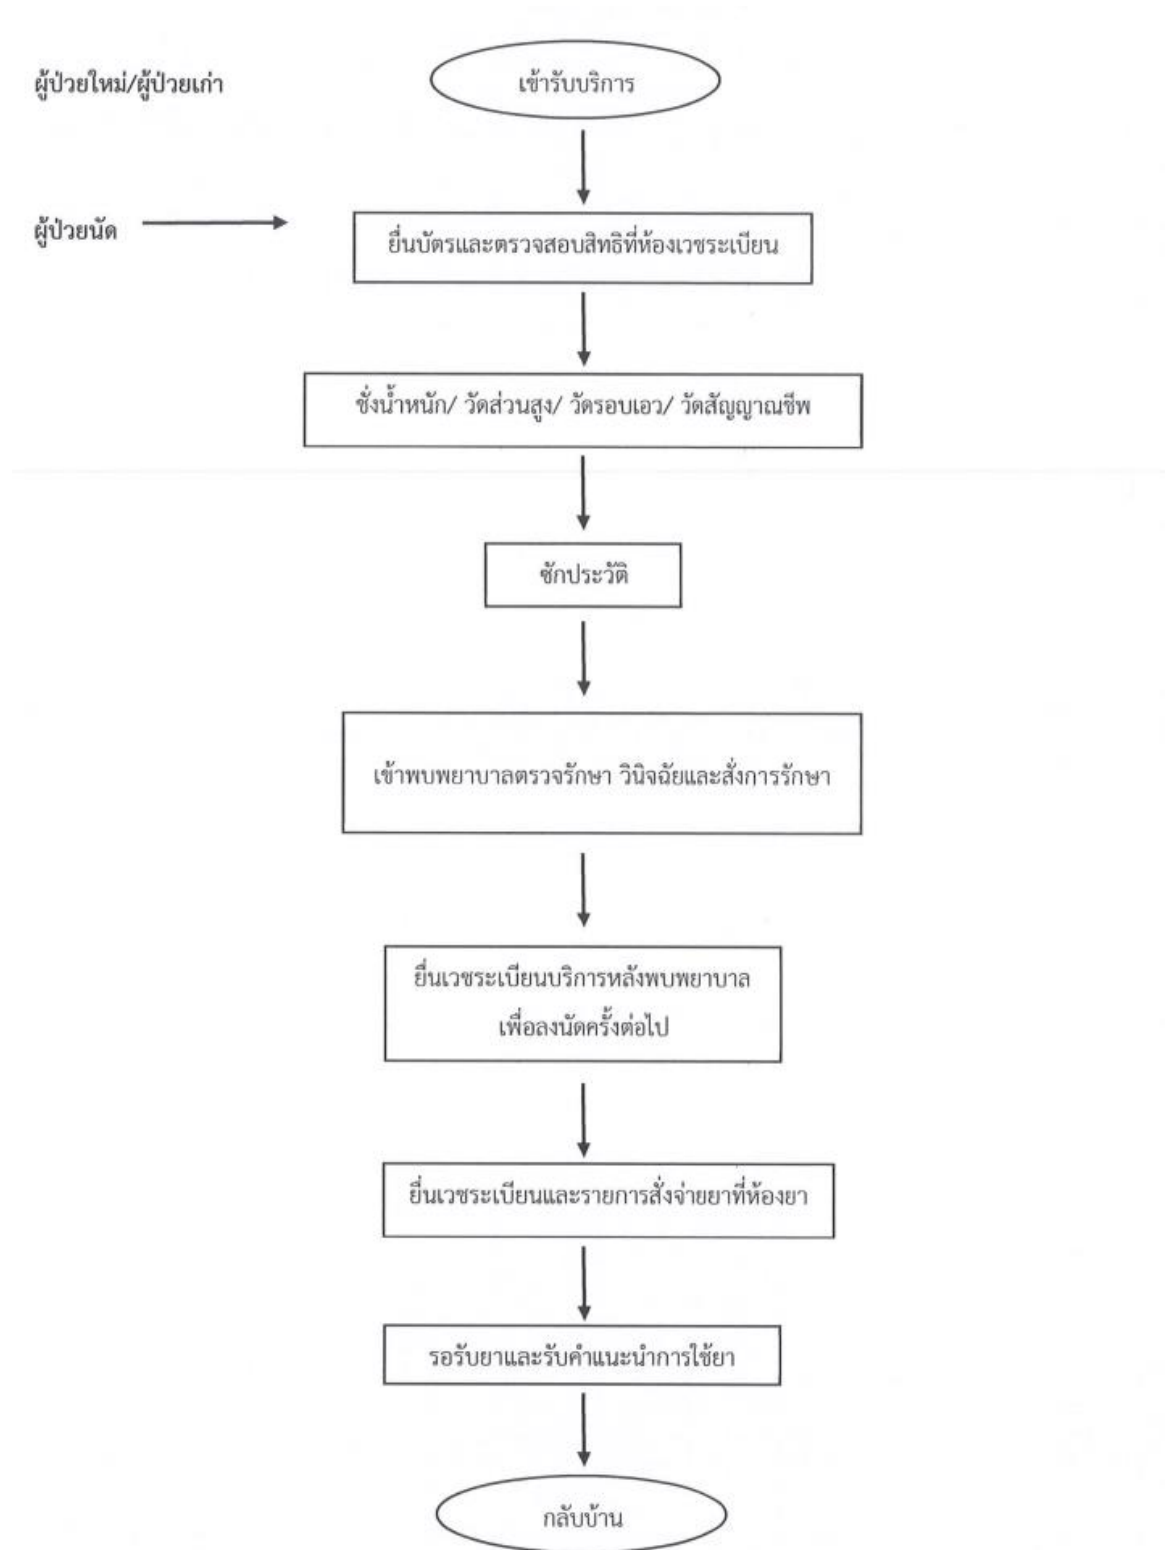 ผู้ป่วยใหม่/ผู้ป่วยเก่า
เข้ารับบริการ
ผู้ป่วยนัด
ยื่นบัตรและตรวจสอบสิทธิที่ห้องเวชระเบียน
ชั่งน้ำหนัก/ วัดส่วนสูง/ วัดรอบเอว/ วัดสัญญาณชีพ
ซักประวัติ
เข้าพบพยาบาลตรวจรักษา วินิจฉัยและสั่งการรักษา
ยื่นเวชระเบียนบริการหลังพบพยาบาล
เพื่อลงนัดครั้งต่อไป
ยื่นเวชระเบียนและรายการสั่งจ่ายยาที่ห้องยา
รอรับยาและรับคำแนะนำการใช้ยา
กลับบ้าน